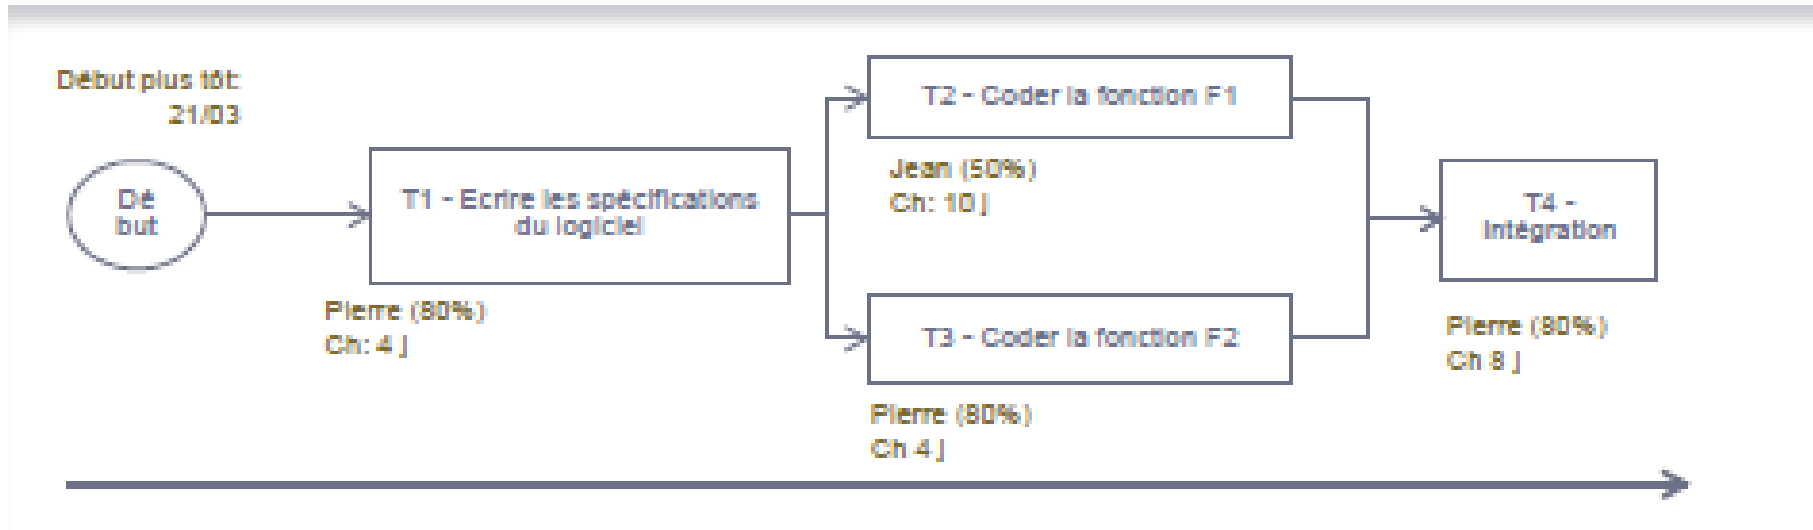 Début plus tôt:
21/03
Dé
but
T1 - Ecrire les spécifications
du logiciel
Pierre (80%)
Ch: 4 j
T2 - Coder la fonction F1
Jean (50%)
Ch: 10 j
T3 - Coder la fonction F2
Pierre (80%)
Ch 4 j
T4 -
Intégration
Pierre (80%)
Ch 8 j